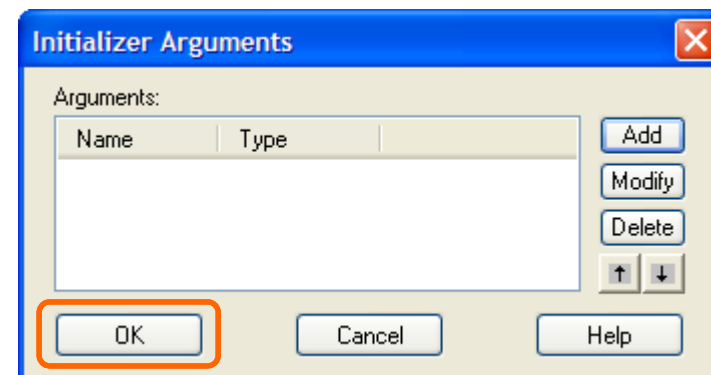 Initializer Arguments
Arguments:
Name Type
Add
Modify
Delete
OK Cancel Help